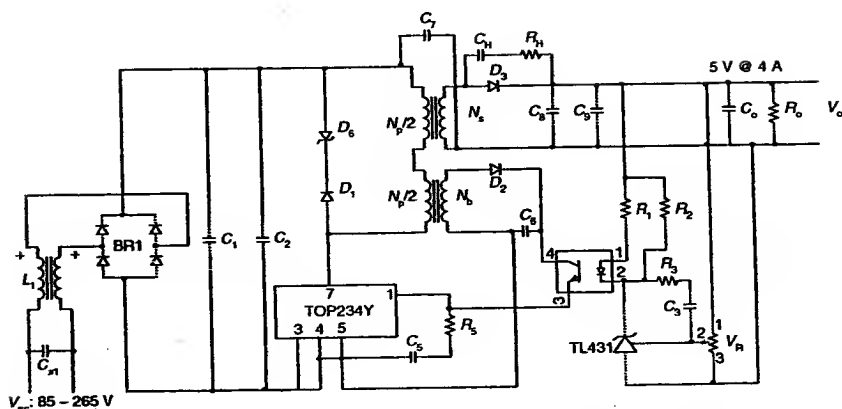 C7
CH
RH
D3
5 V @ 4 A
D6
Np/2
Ns
C8
C9
Co
Ro
Vo
D1
Np/2
Nb
D2
C6
R1
R2
BR1
C1
C2
L1
+
+
4
1
2
3
R3
C3
7
TOP234Y
1
3
4
5
R5
C5
TL431
1
2
VR
3
Cx1
: 85 – 265 V